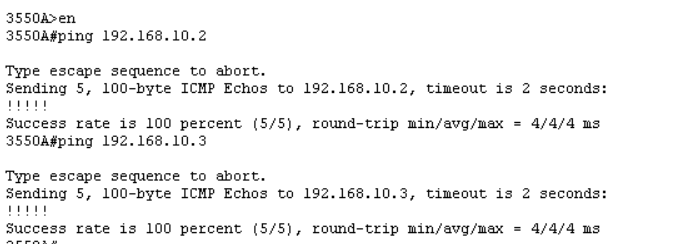 3550A>en
3550A#ping 192.168.10.2
Type escape sequence to abort.
Sending 5, 100-byte ICMP Echos to 192.168.10.2, timeout is 2 seconds:
!!!!!
Success rate is 100 percent (5/5), round-trip min/avg/max = 4/4/4 ms
3550A#ping 192.168.10.3
Type escape sequence to abort.
Sending 5, 100-byte ICMP Echos to 192.168.10.3, timeout is 2 seconds:
!!!!!
Success rate is 100 percent (5/5), round-trip min/avg/max = 4/4/4 ms
3550A#